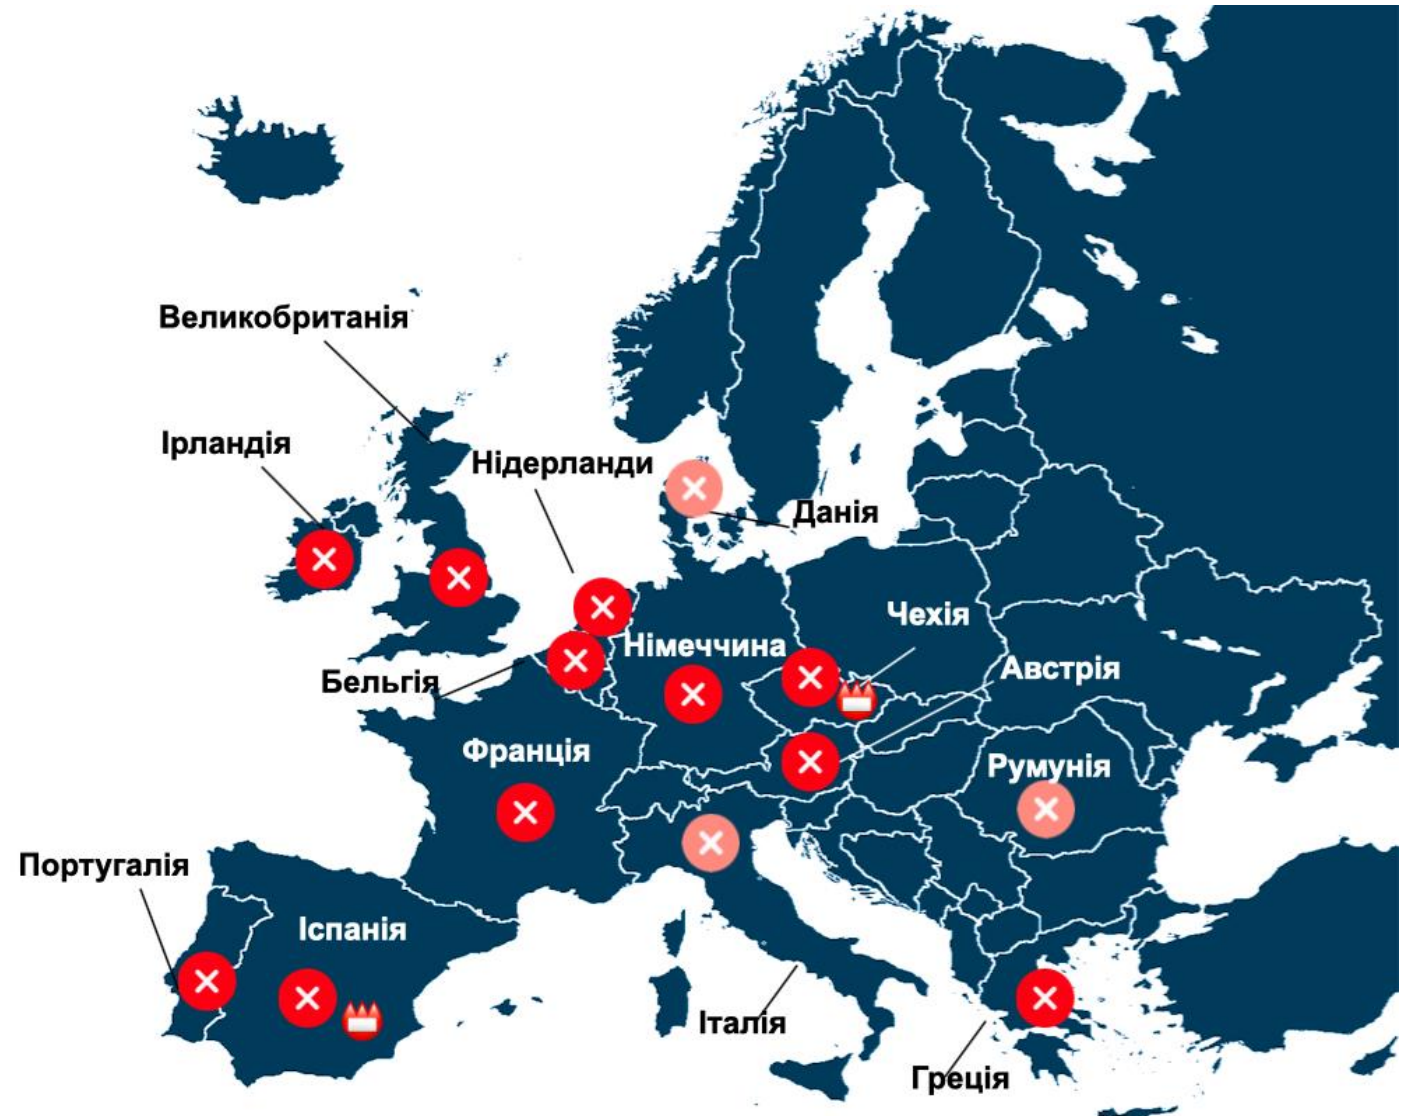 Великобританія
Ірландія
Нідерланди
Данія
Чехія
Німеччина
Австрія
Бельгія
Франція
Румунія
Португалія
Іспанія
Італія
Греція